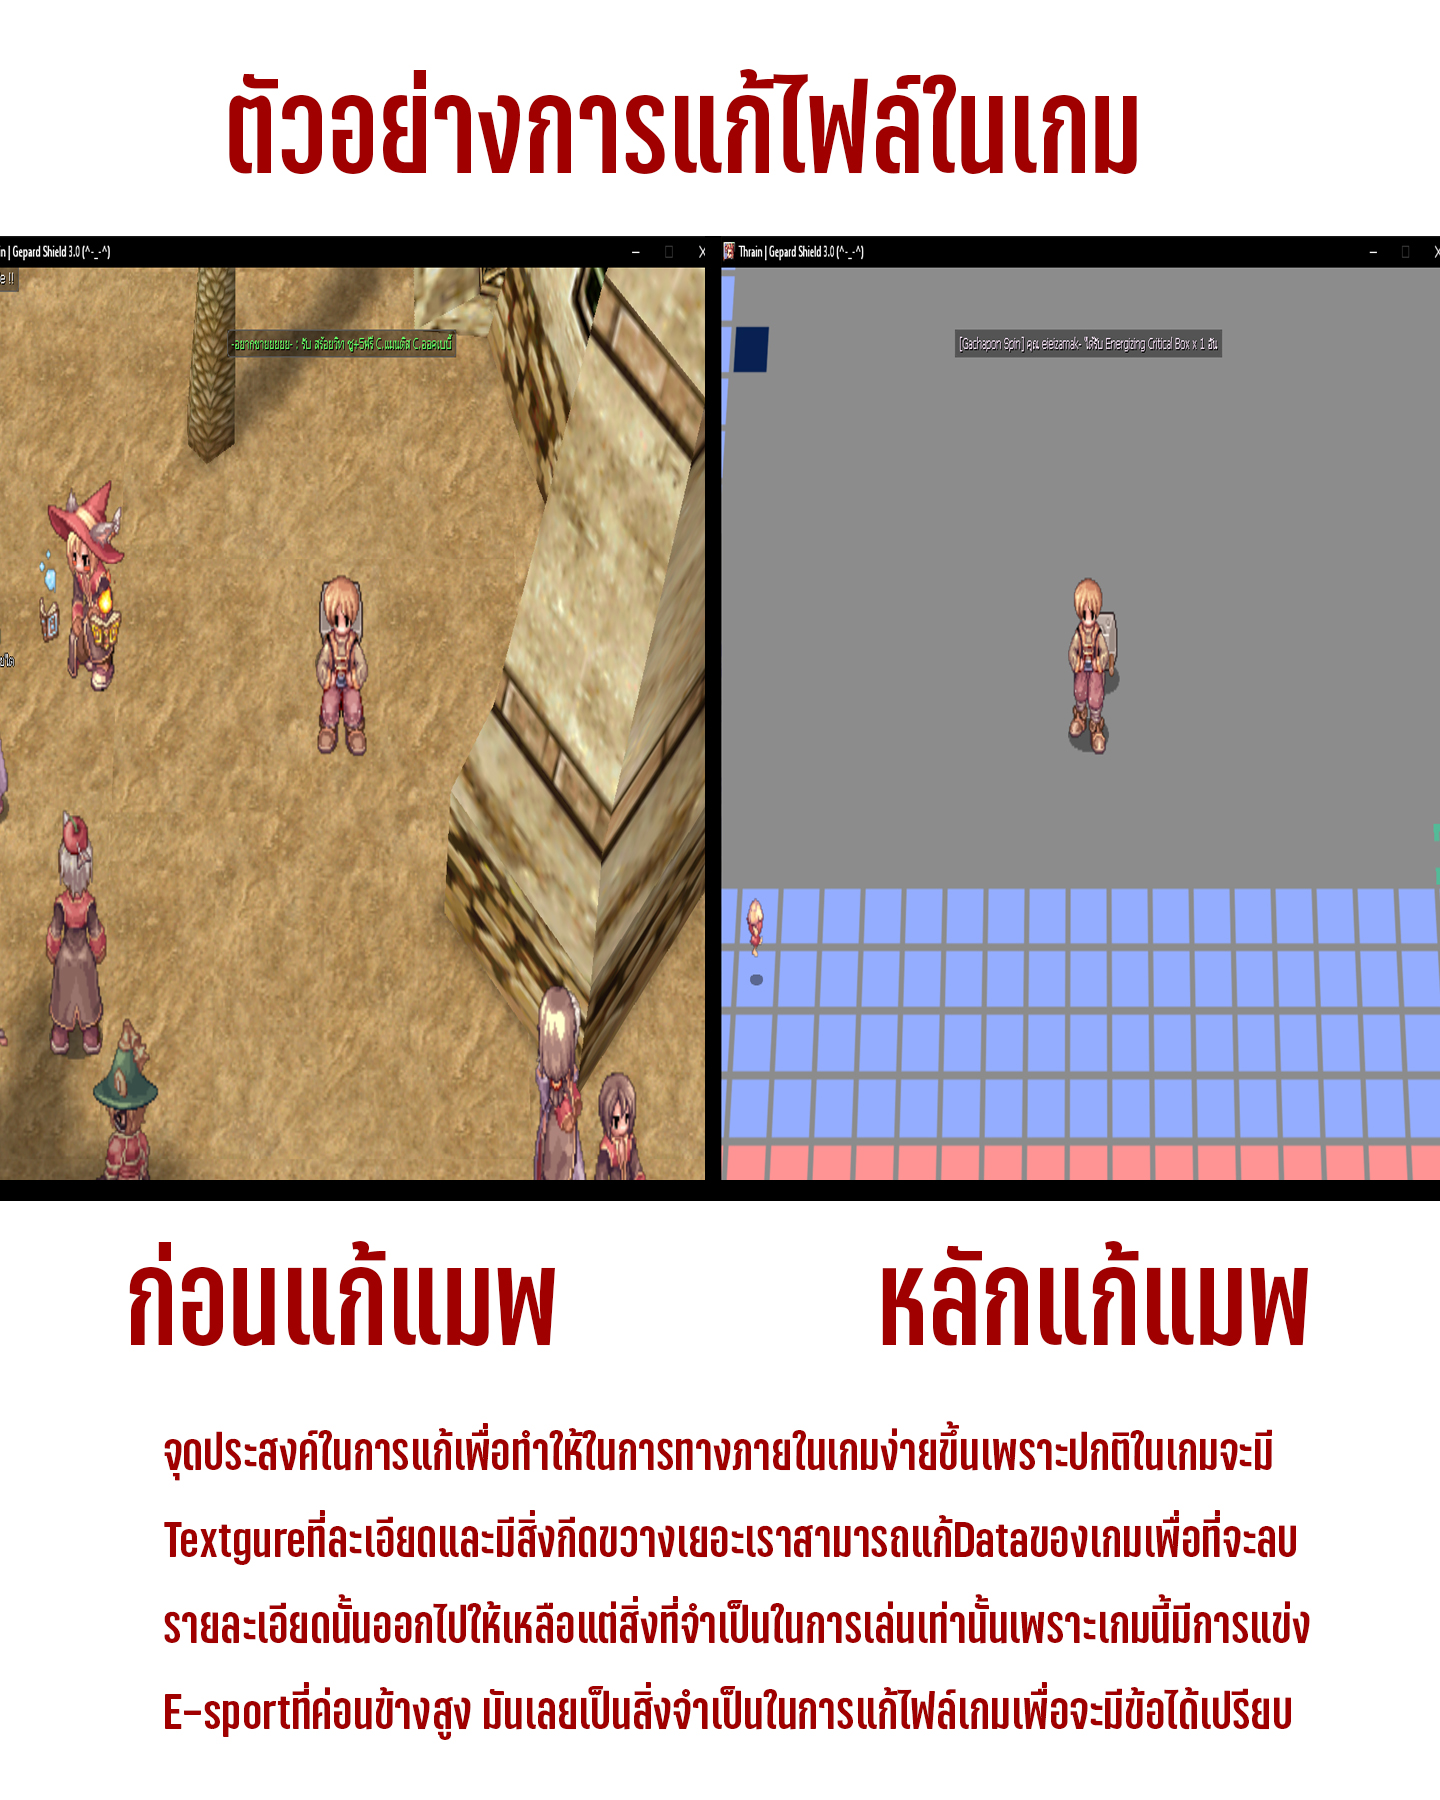 ตัวอย่างการแก้ไฟล์ในเกม
n | Gepard Shield 3.0 (^-_-^)
Thrain | Gepard Shield 3.0 (^-_-^)
e !!
-อยากขายยยยย- : รับ สร้อยวิท ซู+5ฟรี C.แมนติส C.ออคเบบี้
[Gachapon Spin] คุณ eieizamak- ได้รับ Energizing Critical Box x 1 อัน
ก่อนแก้แมพ
หลักแก้แมพ
จุดประสงค์ในการแก้เพื่อทำให้ในการทางภายในเกมง่ายขึ้นเพราะปกติในเกมจะมี
Textgureที่ละเอียดและมีสิ่งกีดขวางเยอะเราสามารถแก้Dataของเกมเพื่อที่จะลบ
รายละเอียดนั้นออกไปให้เหลือแต่สิ่งที่จำเป็นในการเล่นเท่านั้นเพราะเกมนี้มีการแข่ง
E-sportที่ค่อนข้างสูง มันเลยเป็นสิ่งจำเป็นในการแก้ไฟล์เกมเพื่อจะมีข้อได้เปรียบ